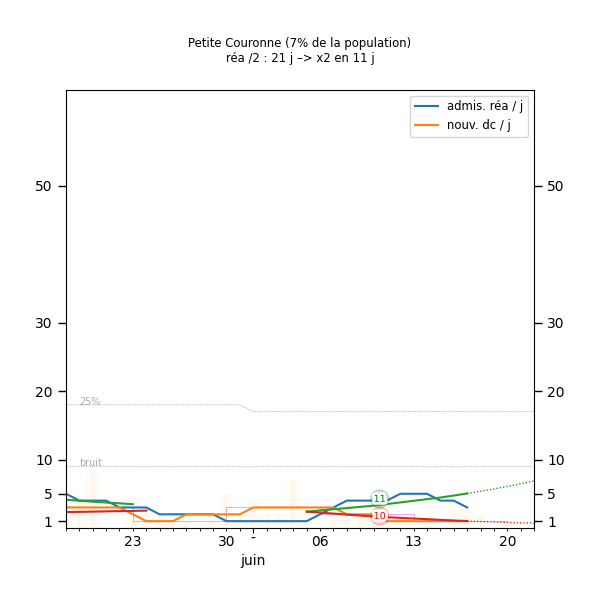 Petite Couronne (7% de la population)
réa /2 : 21 j –> x2 en 11 j
admis. réa / j
nouv. dc / j
50 50
30 30
25%
20 20
bruit
10 10
5 5
11
10
1 1
23 30 06 13 20
juin